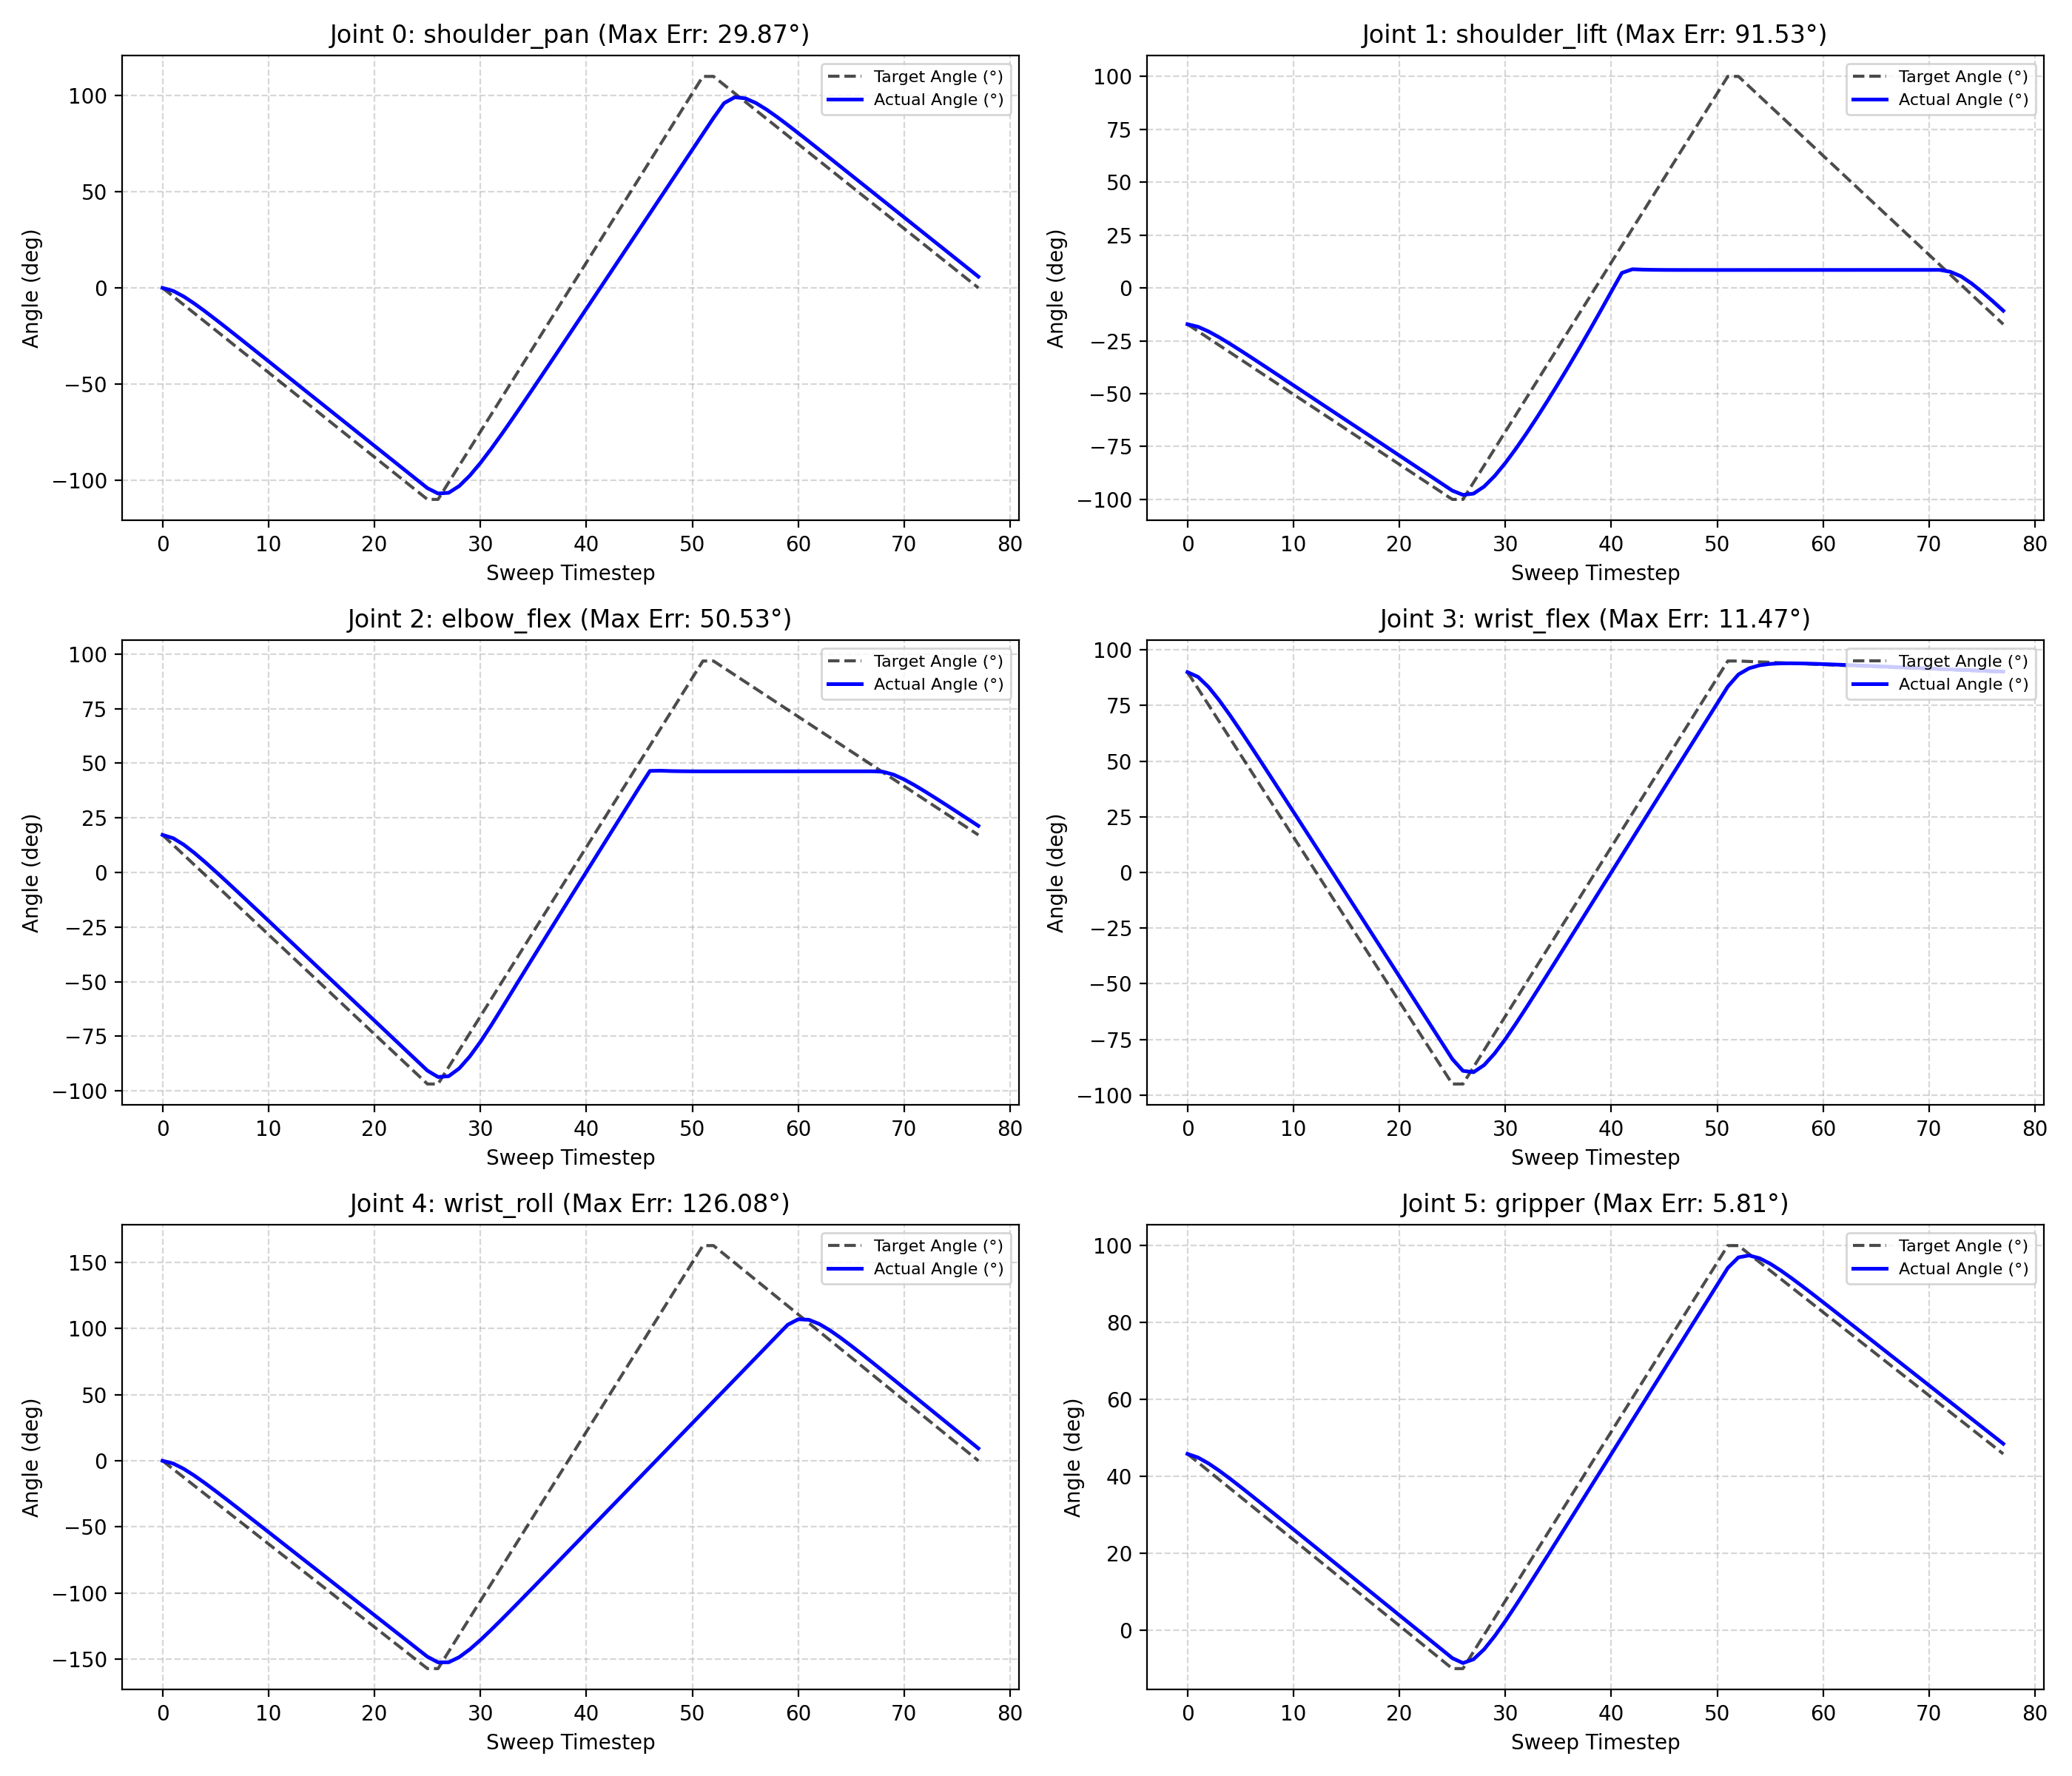 Joint 0: shoulder_pan (Max Err: 29.87°)
Target Angle (°)
Actual Angle (°)
100
50
0
−50
−100
Angle (deg)
0 10 20 30 40 50 60 70 80
Sweep Timestep
Joint 1: shoulder_lift (Max Err: 91.53°)
Target Angle (°)
Actual Angle (°)
100
75
50
25
0
−25
−50
−75
−100
Angle (deg)
0 10 20 30 40 50 60 70 80
Sweep Timestep
Joint 2: elbow_flex (Max Err: 50.53°)
Target Angle (°)
Actual Angle (°)
100
75
50
25
0
−25
−50
−75
−100
Angle (deg)
0 10 20 30 40 50 60 70 80
Sweep Timestep
Joint 3: wrist_flex (Max Err: 11.47°)
Target Angle (°)
Actual Angle (°)
100
75
50
25
0
−25
−50
−75
−100
Angle (deg)
0 10 20 30 40 50 60 70 80
Sweep Timestep
Joint 4: wrist_roll (Max Err: 126.08°)
Target Angle (°)
Actual Angle (°)
150
100
50
0
−50
−100
−150
Angle (deg)
0 10 20 30 40 50 60 70 80
Sweep Timestep
Joint 5: gripper (Max Err: 5.81°)
Target Angle (°)
Actual Angle (°)
100
80
60
40
20
0
Angle (deg)
0 10 20 30 40 50 60 70 80
Sweep Timestep